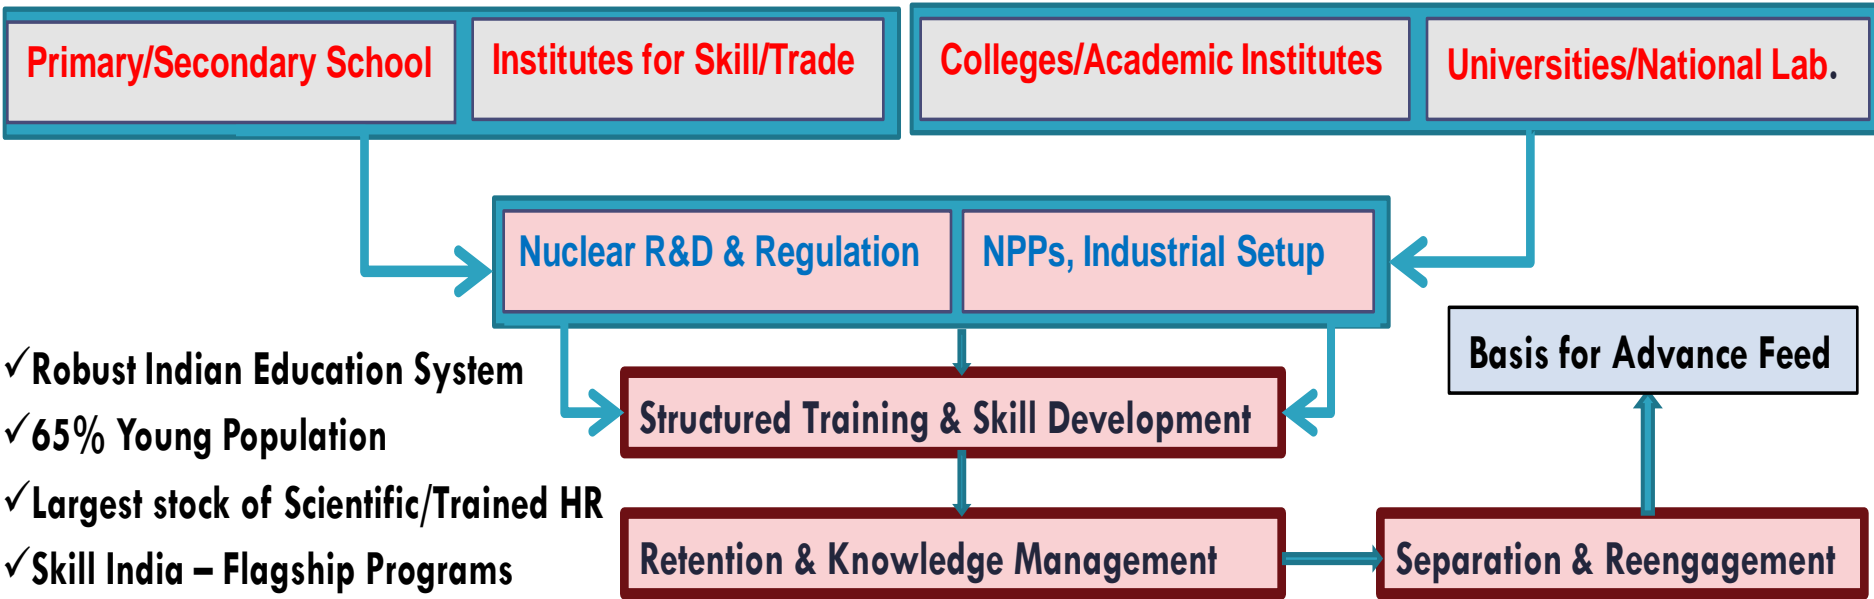 Primary/Secondary School
Institutes for Skill/Trade
Colleges/Academic Institutes
Universities/National Lab.
Nuclear R&D & Regulation
NPPs, Industrial Setup
Basis for Advance Feed
✓Robust Indian Education System
✓65% Young Population
✓Largest stock of Scientific/Trained HR
✓Skill India – Flagship Programs
Structured Training & Skill Development
Retention & Knowledge Management
Separation & Reengagement